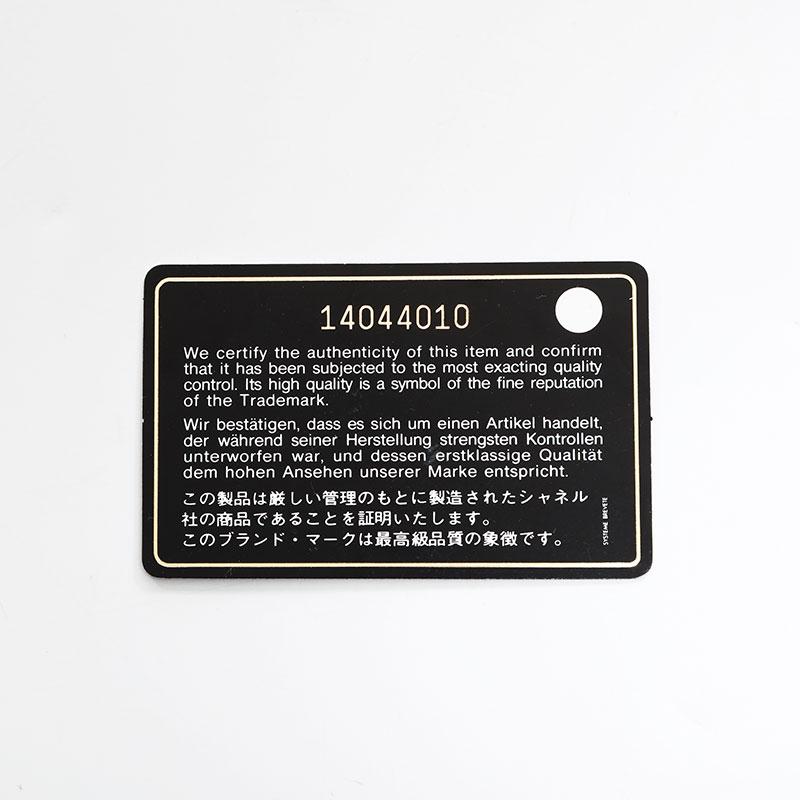 14044010
We certify the authenticity of this item and confirm
that it has been subjected to the most exacting quality
control. Its high quality is a symbol of the fine reputation
of the Trademark.
Wir bestätigen, dass es sich um einen Artikel handelt,
der während seiner Herstellung strengsten Kontrollen
unterworfen war, und dessen erstklassige Qualität
dem hohen Ansehen unserer Marke entspricht.
この製品は厳しい管理のもとに製造されたシャネル
社の商品であることを証明いたします。
このブランド・マークは最高級品質の象徴です。
SYSTEME BREVETE